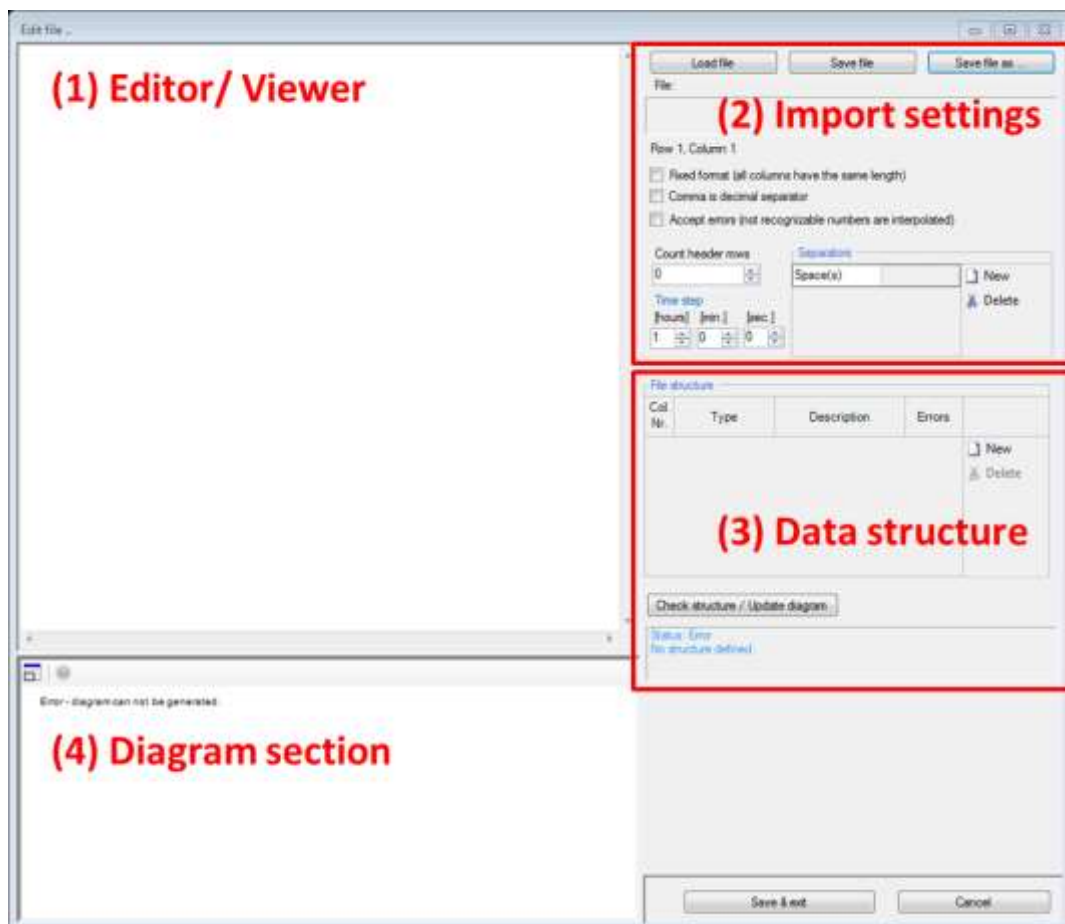 Edit file ..
(1) Editor/ Viewer
Load file
Save file
Save file as ...
File:
(2) Import settings
Row 1, Column 1
Fixed format (all columns have the same length)
Comma is decimal separator
Accept errors (not recognizable numbers are interpolated)
Count header rows
Separators
0
Space(s)
New
Delete
Time step
[hours] [min.] [sec.]
1 0 0
File structure
Col. Nr.
Type
Description
Errors
New
Delete
(3) Data structure
Check structure / Update diagram
Status: Error
No structure defined
Error - diagram can not be generated.
(4) Diagram section
Save & exit
Cancel